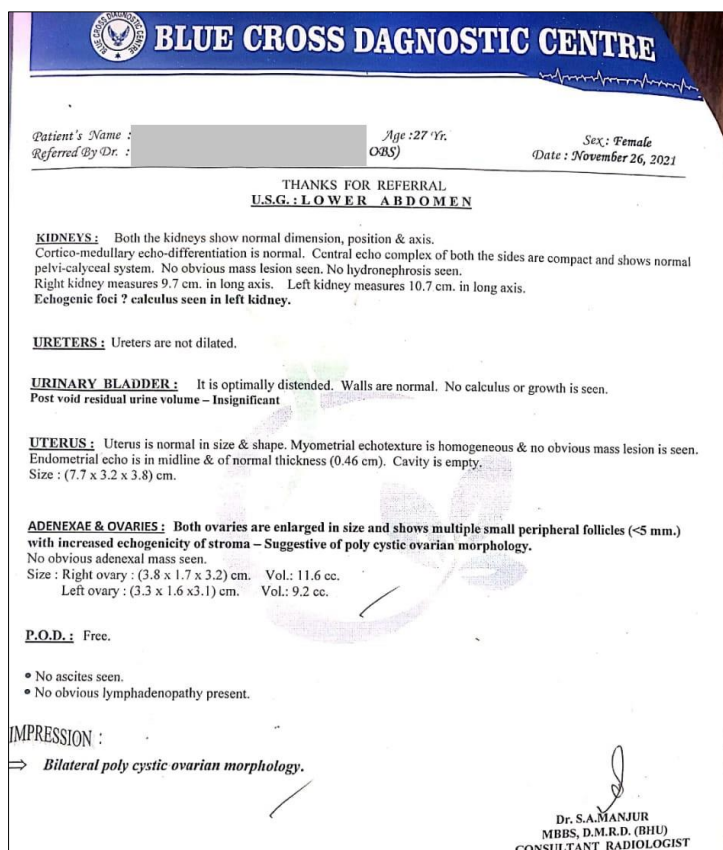 BLUE CROSS DIAGNOSTIC CENTRE
BLUE CROSS DAGNOSTIC CENTRE
Patient's Name : Age :27 Yr. Sex : Female
Referred By Dr. : OBS) Date : November 26, 2021
THANKS FOR REFERRAL
U.S.G. : LOWER ABDOMEN
KIDNEYS : Both the kidneys show normal dimension, position & axis.
Cortico-medullary echo-differentiation is normal. Central echo complex of both the sides are compact and shows normal
pelvi-calyceal system. No obvious mass lesion seen. No hydronephrosis seen.
Right kidney measures 9.7 cm. in long axis. Left kidney measures 10.7 cm. in long axis.
Echogenic foci ? calculus seen in left kidney.
URETERS : Ureters are not dilated.
URINARY BLADDER : It is optimally distended. Walls are normal. No calculus or growth is seen.
Post void residual urine volume – Insignificant
UTERUS : Uterus is normal in size & shape. Myometrial echotexture is homogeneous & no obvious mass lesion is seen.
Endometrial echo is in midline & of normal thickness (0.46 cm). Cavity is empty.
Size : (7.7 x 3.2 x 3.8) cm.
ADENEXAE & OVARIES : Both ovaries are enlarged in size and shows multiple small peripheral follicles (<5 mm.)
with increased echogenicity of stroma – Suggestive of poly cystic ovarian morphology.
No obvious adenexal mass seen.
Size : Right ovary : (3.8 x 1.7 x 3.2) cm. Vol.: 11.6 cc.
Left ovary : (3.3 x 1.6 x3.1) cm. Vol.: 9.2 cc.
P.O.D. : Free.
• No ascites seen.
• No obvious lymphadenopathy present.
IMPRESSION :
⇒ Bilateral poly cystic ovarian morphology.
Dr. S.A.MANJUR
MBBS, D.M.R.D. (BHU)
CONSULTANT RADIOLOGIST